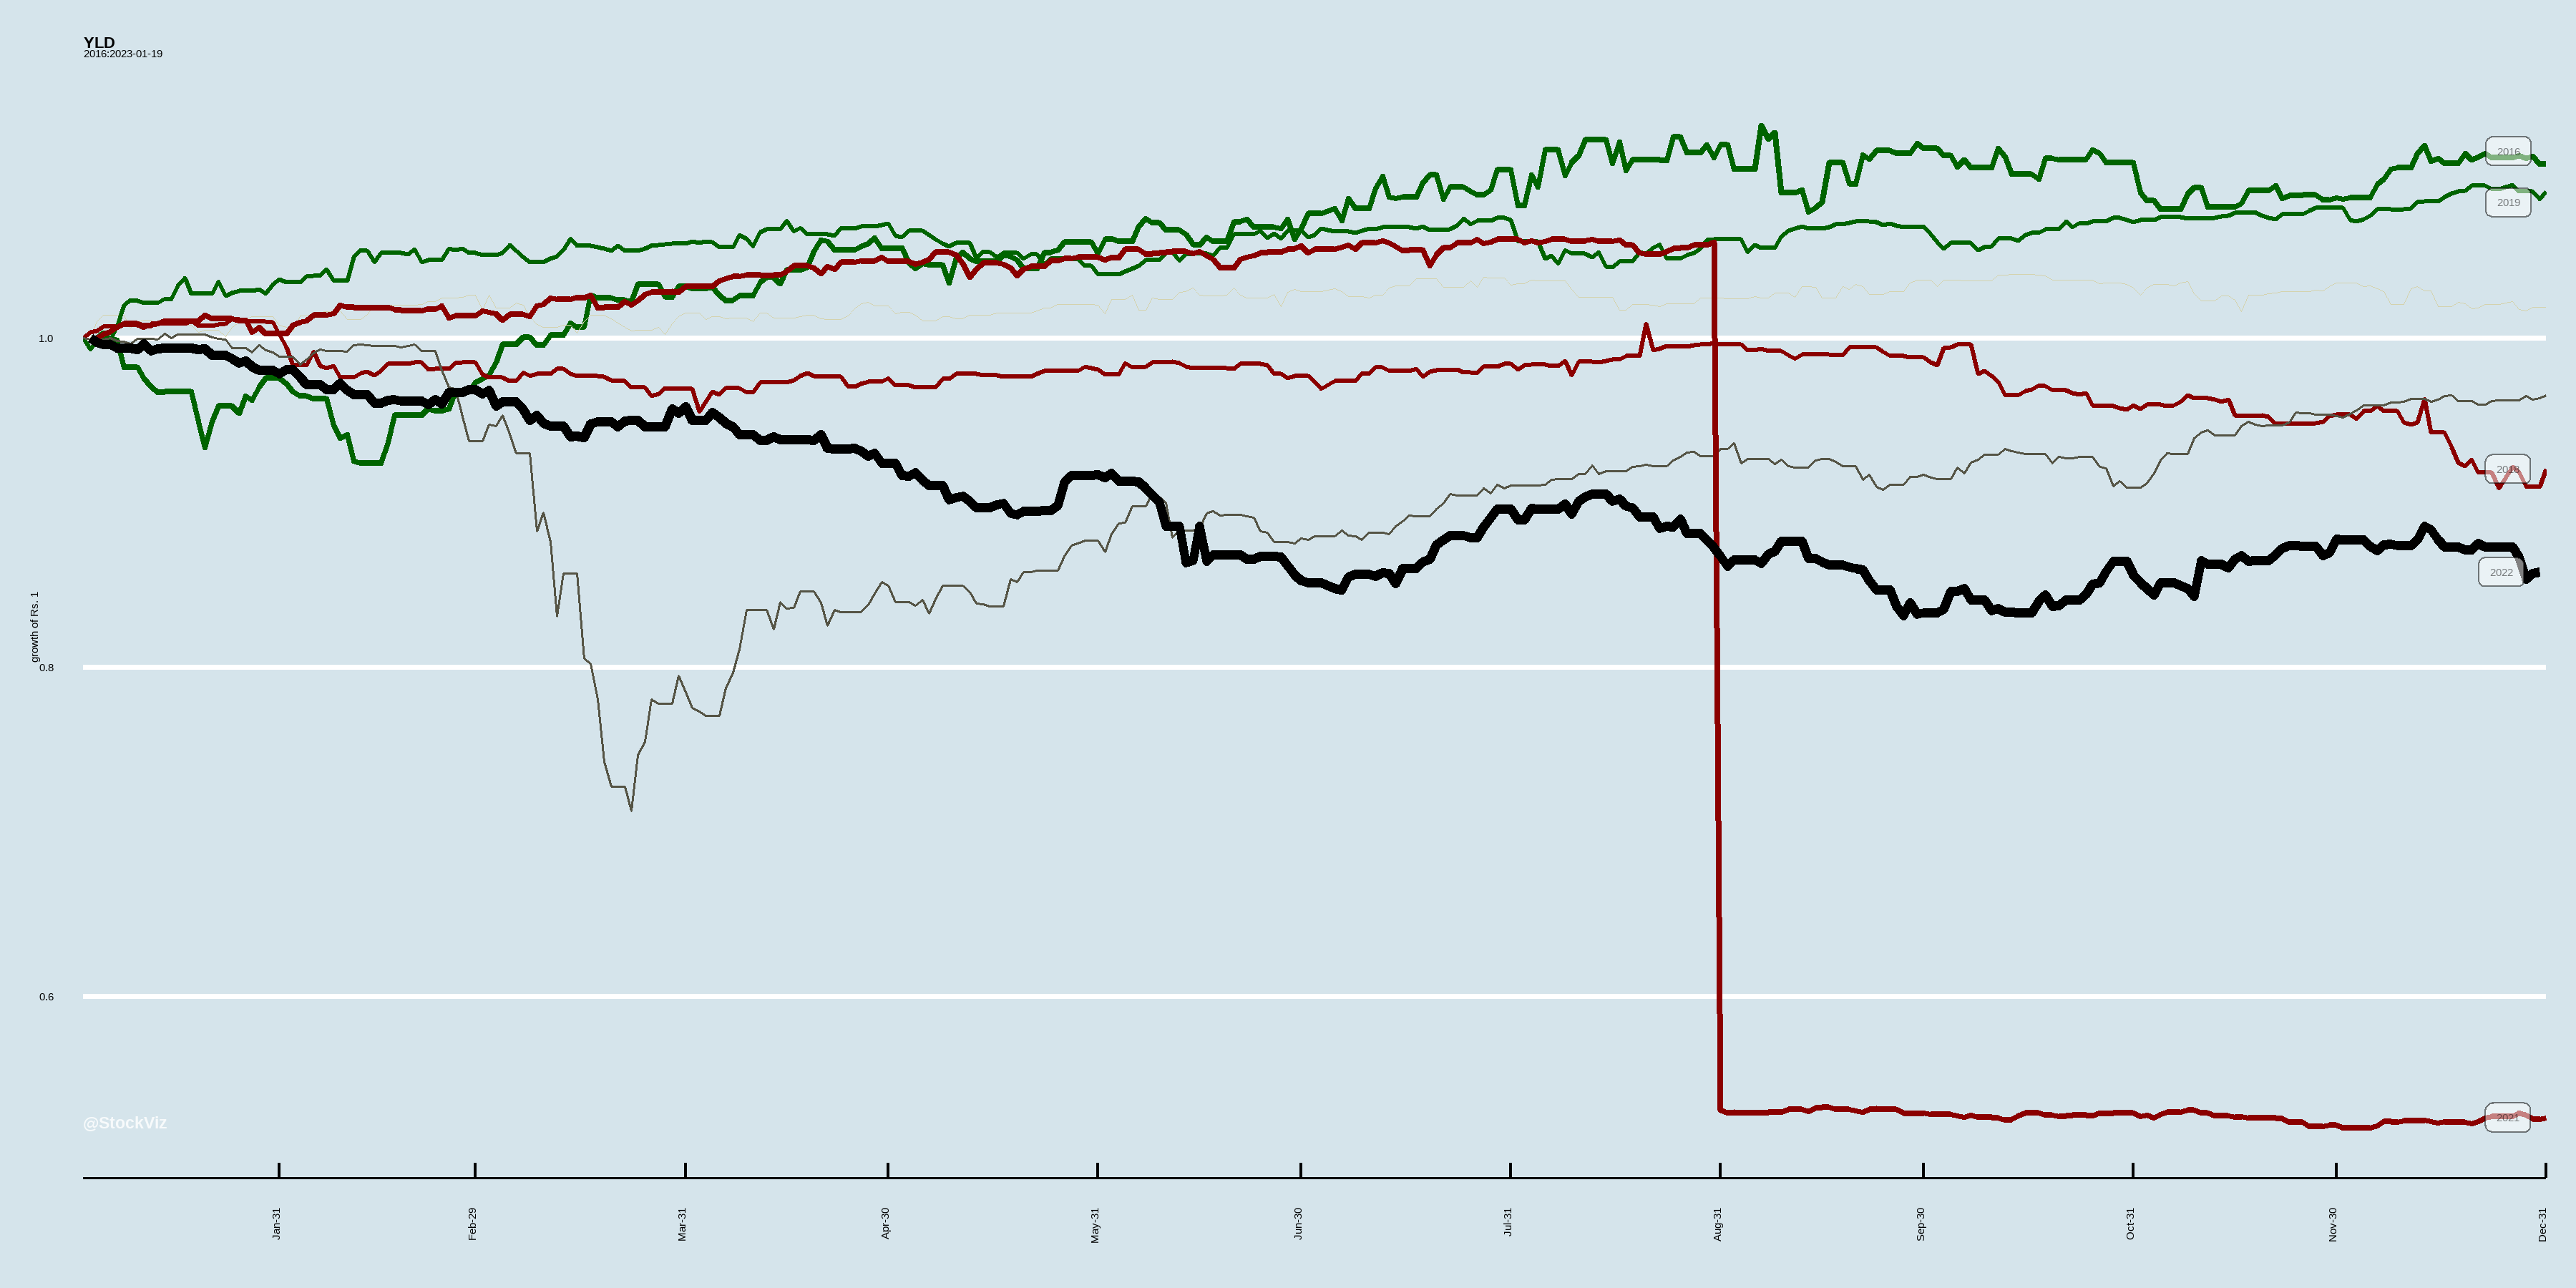 YLD
2016:2023-01-19
2016
2019
1.0
2018
2022
growth of Rs. 1
0.8
0.6
@StockViz
2021
Jan-31
Feb-29
Mar-31
Apr-30
May-31
Jun-30
Jul-31
Aug-31
Sep-30
Oct-31
Nov-30
Dec-31